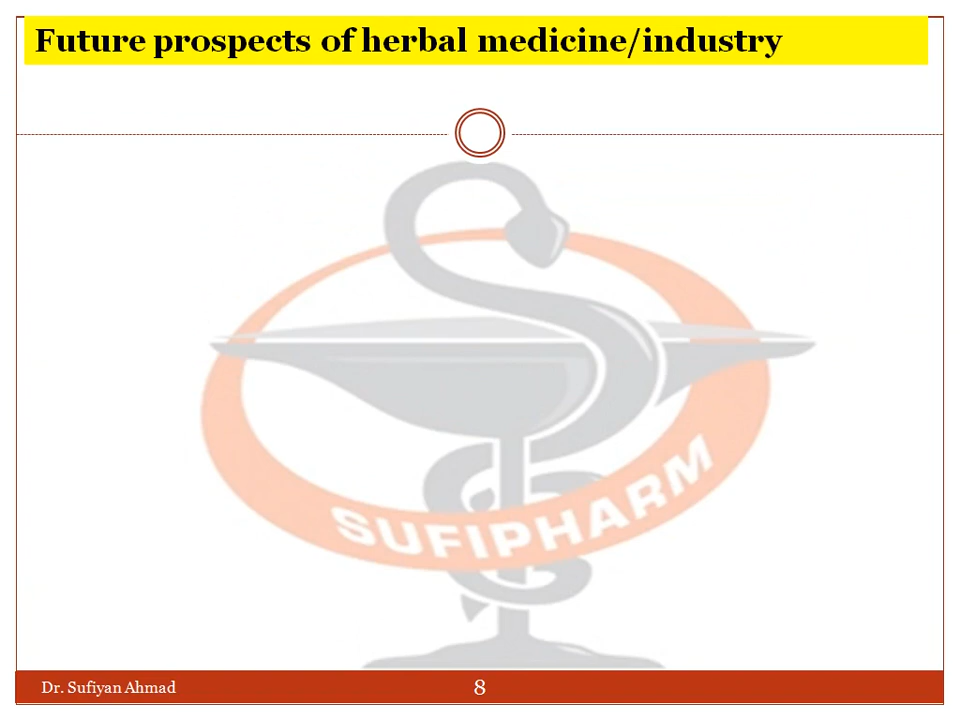 Future prospects of herbal medicine/industry
SUFIPHARM
Dr. Sufiyan Ahmad
8